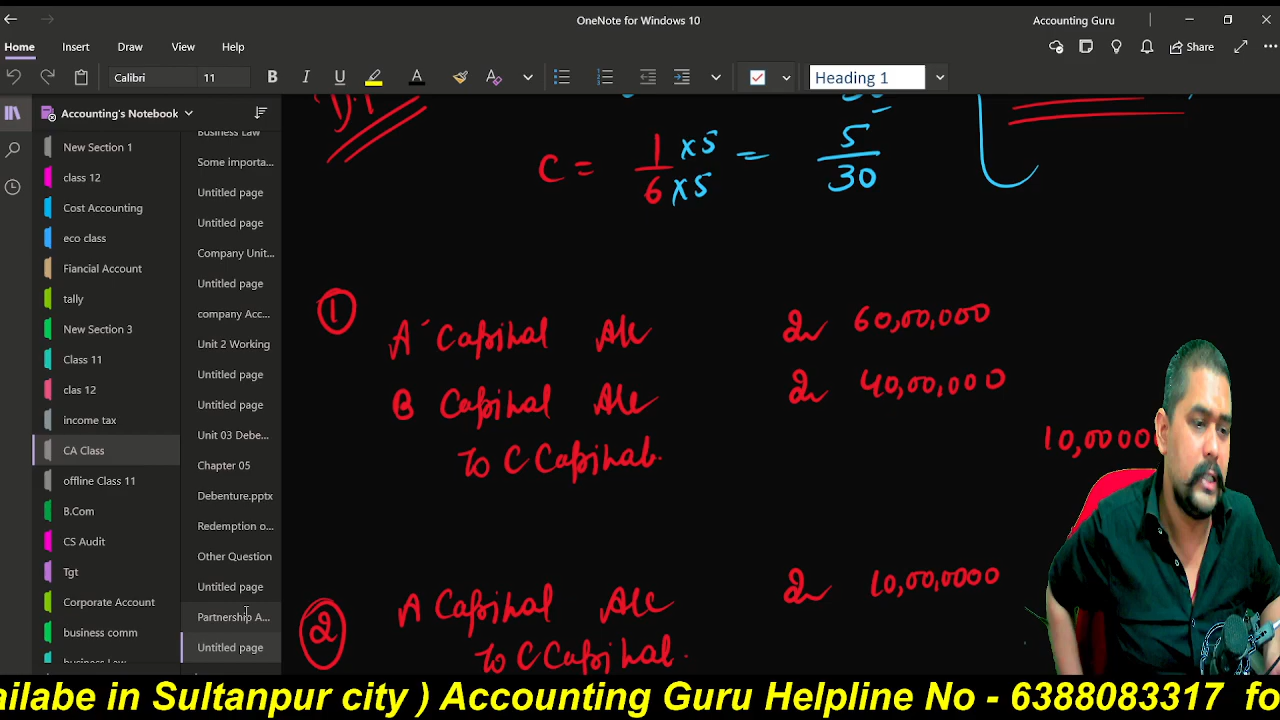 OneNote for Windows 10
Accounting Guru
Home Insert Draw View Help
Share
Calibri 11 B I U A Heading 1
Accounting's Notebook
New Section 1
class 12
Cost Accounting
eco class
Fiancial Account
tally
New Section 3
Class 11
clas 12
income tax
CA Class
offline Class 11
B.Com
CS Audit
Tgt
Corporate Account
business comm
business Law
Business Law
Some importa...
Untitled page
Untitled page
Company Unit...
Untitled page
company Acc...
Unit 2 Working
Untitled page
Untitled page
Unit 03 Debe...
Chapter 05
Debenture.pptx
Redemption o...
Other Question
Untitled page
Partnership A...
Untitled page
C = 1/6 x5 x5 = 5/30
1
A Capital A/c Dr 60,00,000
B Capital A/c Dr 40,00,000
To C Capital 10,0000
2
A Capital A/c Dr 10,00,0000
To C Capital
ailabe in Sultanpur city ) Accounting Guru Helpline No - 6388083317 fo